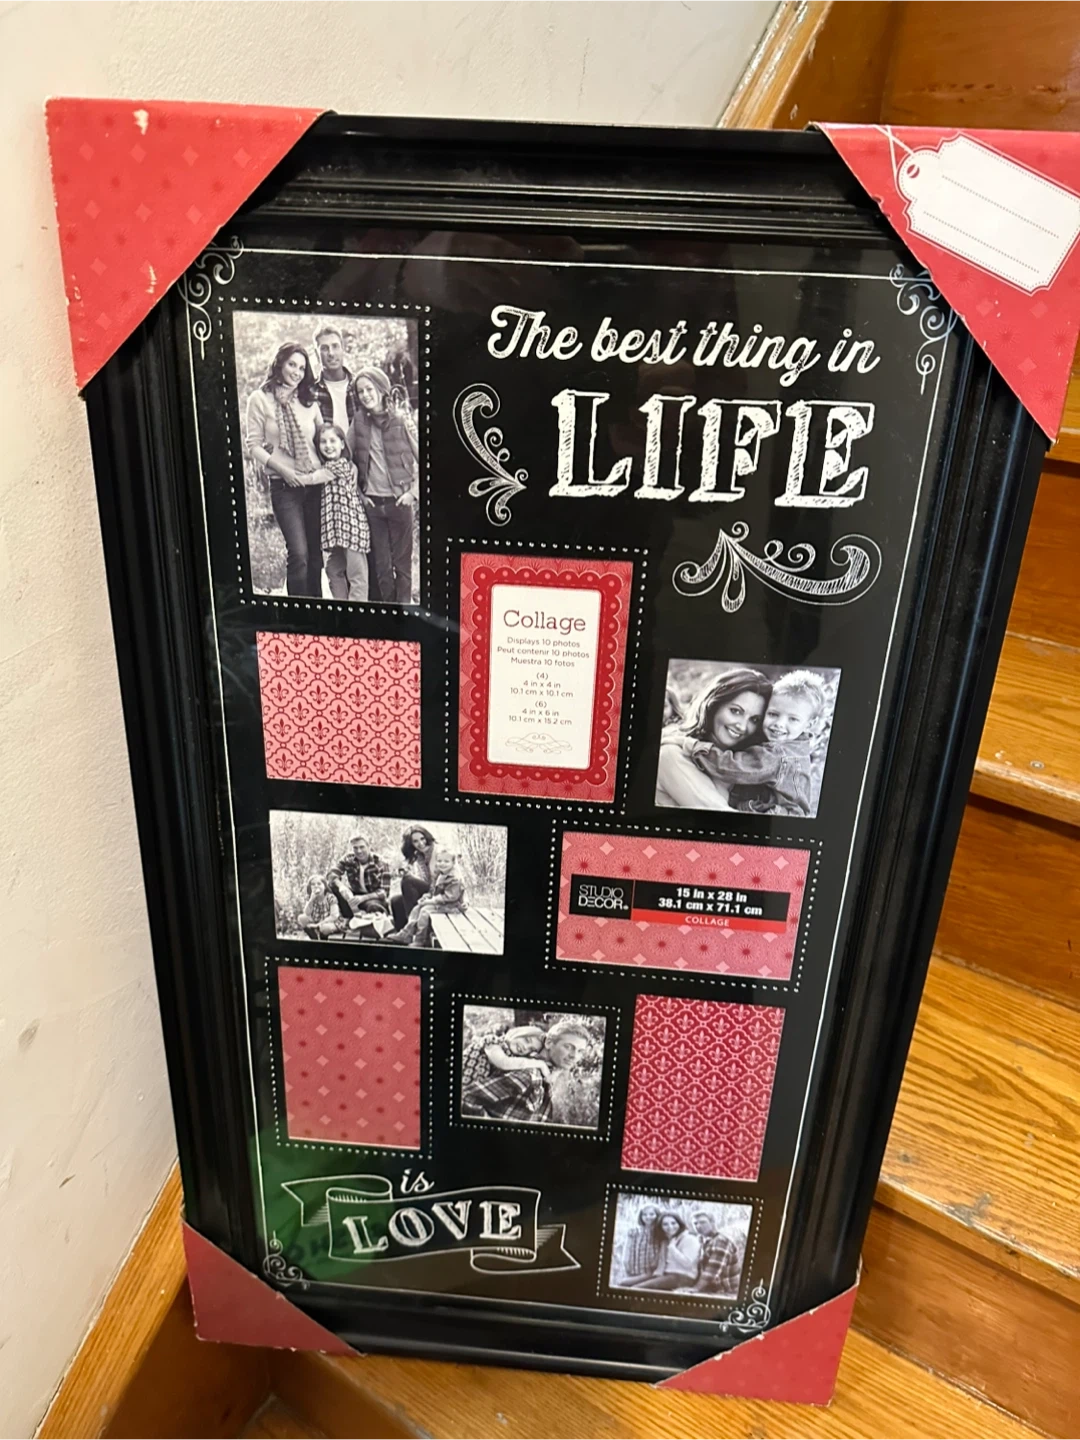 The best thing in
LIFE
Collage
Displays 10 photos
Peut contenir 10 photos
Muestra 10 fotos
(4)
4 in x 4 in
10.1 cm x 10.1 cm
(6)
4 in x 6 in
10.1 cm x 15.2 cm
STUDIO
DECOR
15 in x 28 in
38.1 cm x 71.1 cm
COLLAGE
is
LOVE